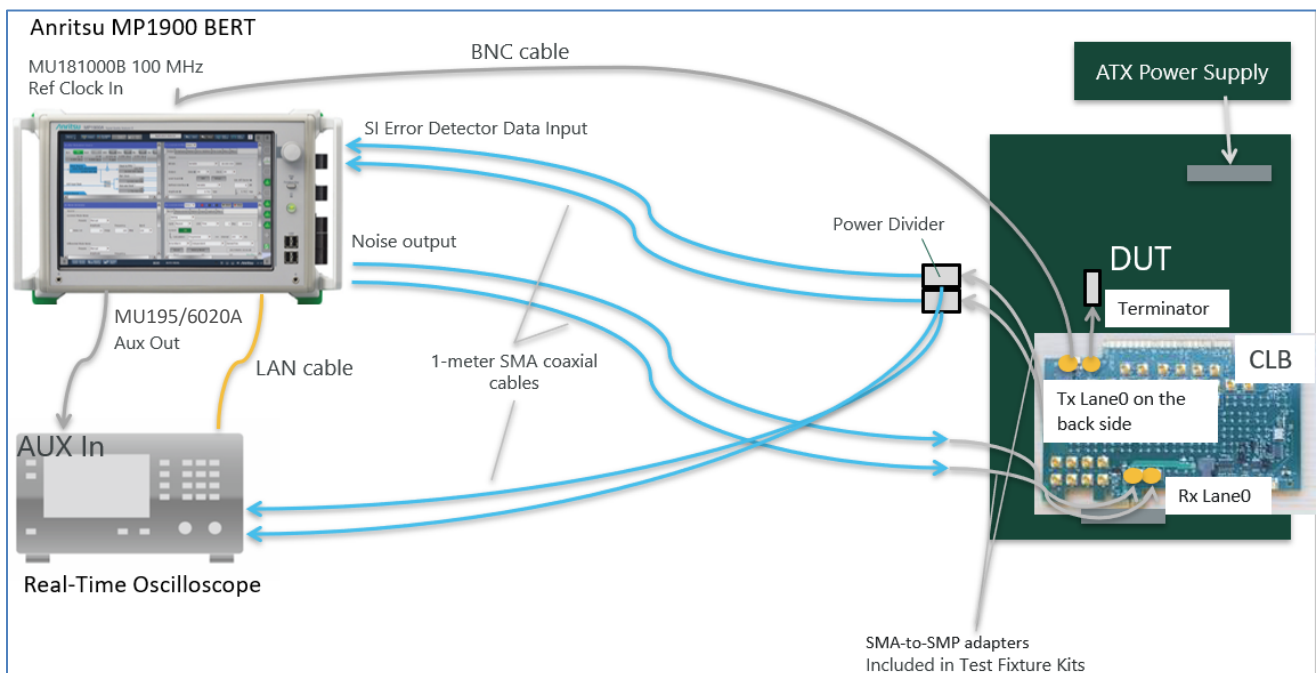 Anritsu MP1900 BERT
MU181000B 100 MHz
Ref Clock In
BNC cable
ATX Power Supply
SI Error Detector Data Input
Noise output
Power Divider
DUT
Terminator
MU195/6020A
Aux Out
LAN cable
1-meter SMA coaxial
cables
CLB
Tx Lane0 on the
back side
AUX In
Rx Lane0
Real-Time Oscilloscope
SMA-to-SMP adapters
Included in Test Fixture Kits